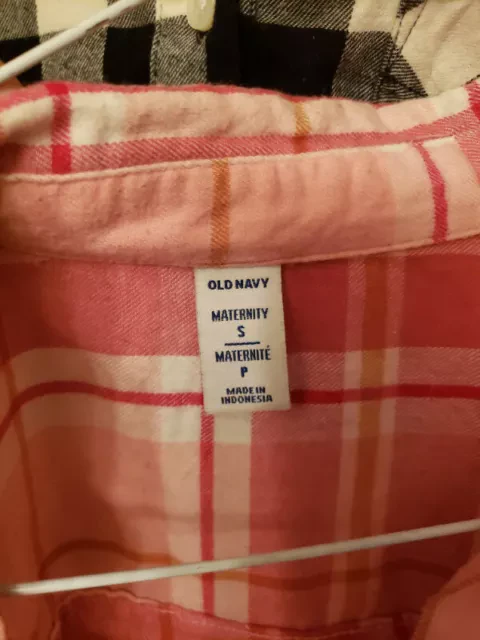 OLD NAVY
MATERNITY
S
MATERNITÉ
P
MADE IN
INDONESIA